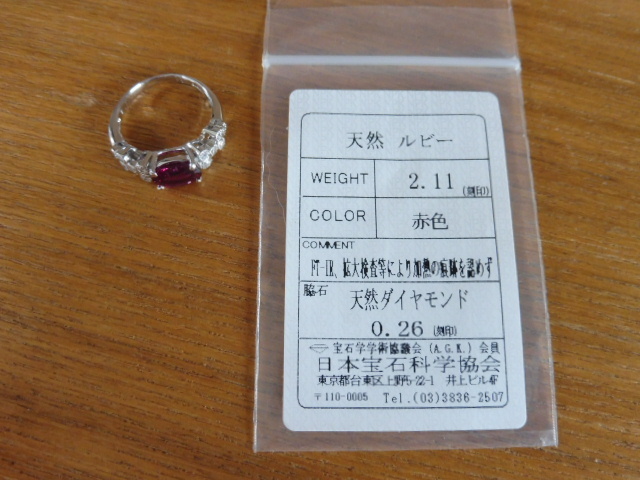 天然 ルビー
WEIGHT 2.11 (刻印)
COLOR 赤色
COMMENT
FT-IR、拡大検査等により加熱の痕跡を認めず
脇石 天然ダイヤモンド
0.26 (刻印)
宝石学学術協議会 (A.G.K.) 会員
日本宝石科学協会
東京都台東区上野5-22-1 井上ビル4F
〒110-0005 Tel.(03)3836-2507